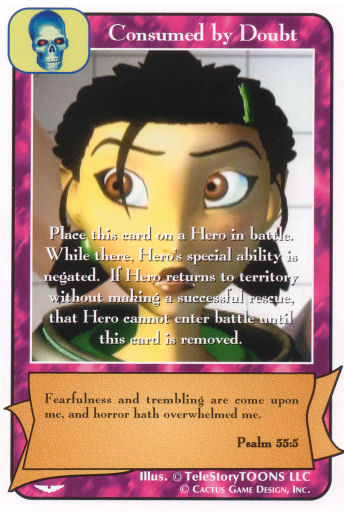 Consumed by Doubt
Place this card on a Hero in battle.
While there, Hero's special ability is
negated. If Hero returns to territory
without making a successful rescue,
that Hero cannot enter battle until
this card is removed.
Fearfulness and trembling are come upon
me, and horror hath overwhelmed me.
Psalm 55:5
Illus. © TeleStoryTOONS LLC
© Cactus Game Design, Inc.